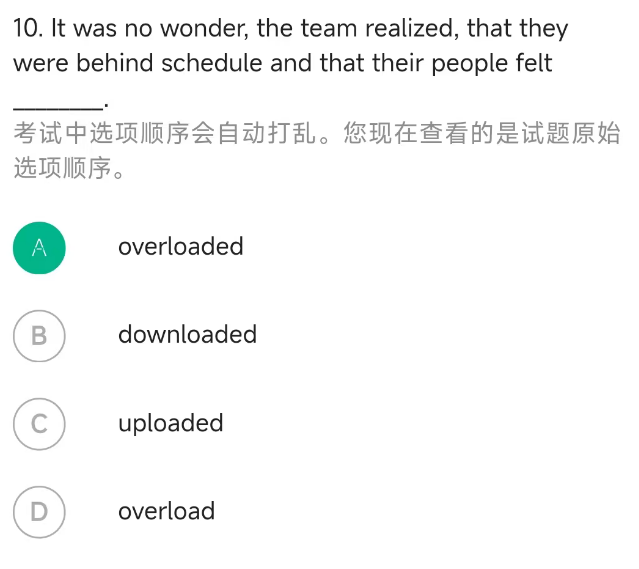 10. It was no wonder, the team realized, that they
were behind schedule and that their people felt
________.
考试中选项顺序会自动打乱。您现在查看的是试题原始
选项顺序。
A overloaded
B downloaded
C uploaded
D overload